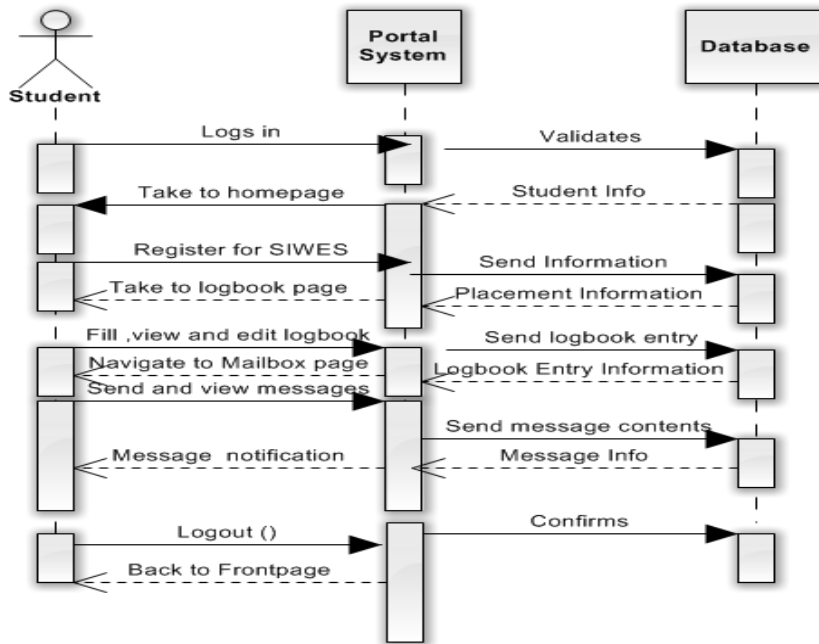 Portal
System
Database
Student
Logs in
Validates
Student Info
Take to homepage
Register for SIWES
Send Information
Take to logbook page
Placement Information
Fill ,view and edit logbook
Send logbook entry
Navigate to Mailbox page
Logbook Entry Information
Send and view messages
Send message contents
Message notification
Message Info
Logout ()
Confirms
Back to Frontpage